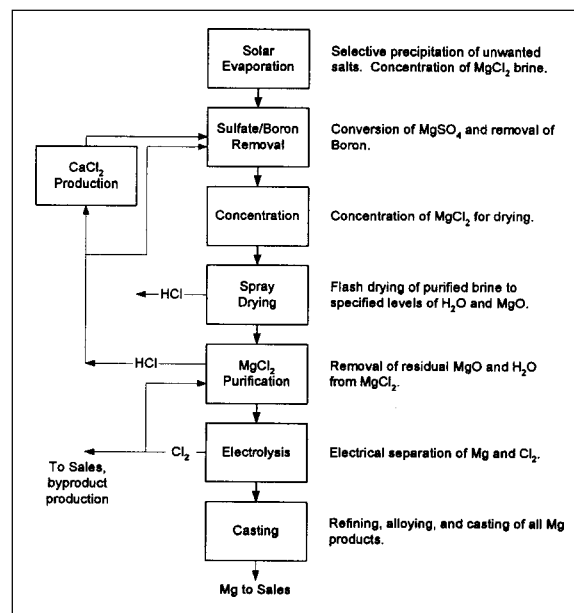 Solar
Evaporation
Selective precipitation of unwanted
salts. Concentration of MgCl₂ brine.
Sulfate/Boron
Removal
Conversion of MgSO₄ and removal of
Boron.
CaCl₂
Production
Concentration
Concentration of MgCl₂ for drying.
HCl
Spray
Drying
Flash drying of purified brine to
specified levels of H₂O and MgO.
HCl
MgCl₂
Purification
Removal of residual MgO and H₂O
from MgCl₂.
Cl₂
Electrolysis
Electrical separation of Mg and Cl₂.
To Sales,
byproduct
production
Casting
Refining, alloying, and casting of all Mg
products.
Mg to Sales